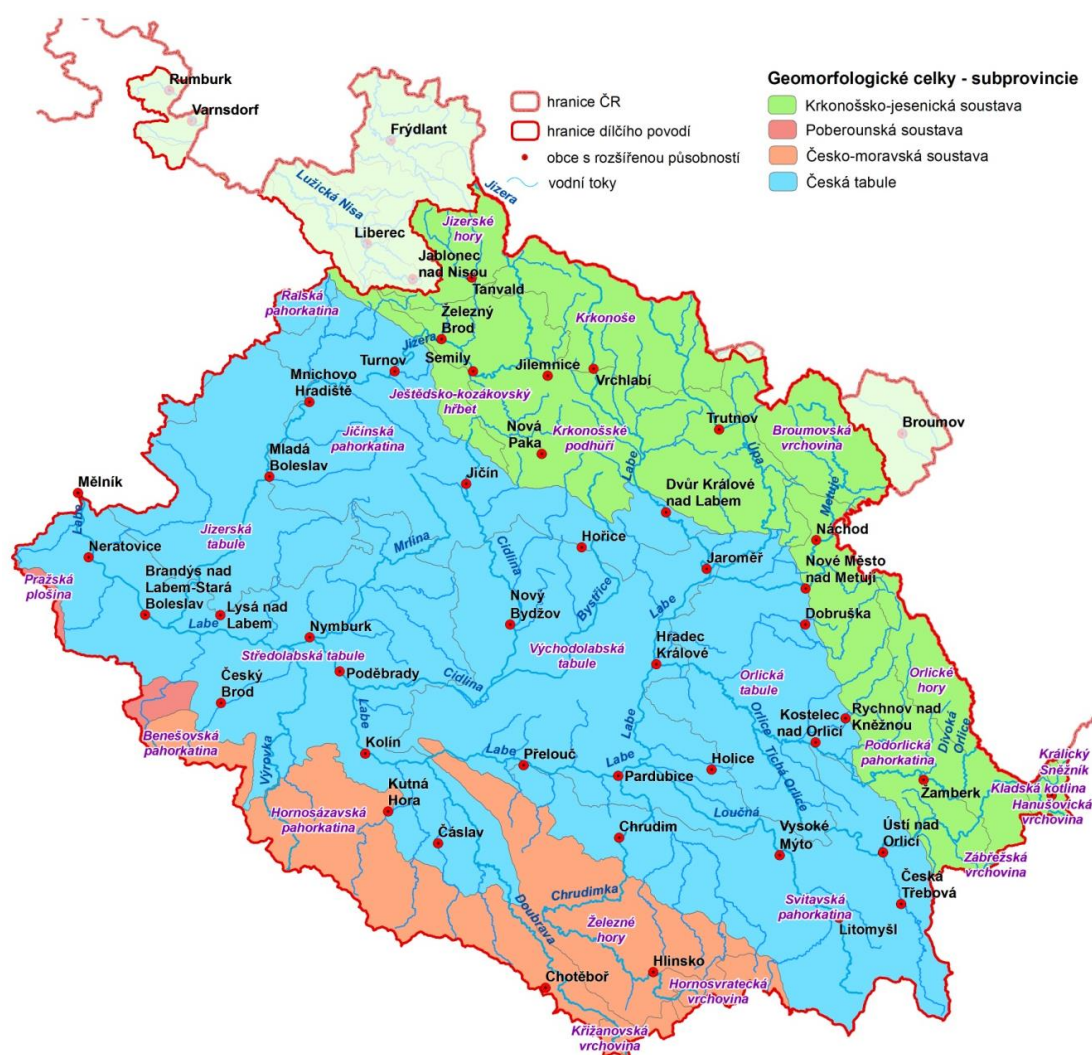 Geomorfologické celky - subprovincie
Krkonošsko-jesenická soustava
Poberounská soustava
Česko-moravská soustava
Česká tabule
hranice ČR
hranice dílčího povodí
obce s rozšířenou působností
vodní toky
Rumburk
Varnsdorf
Frýdlant
Lužická Nisa
Jizera
Liberec
Jizerské
hory
Jablonec
nad Nisou
Tanvald
Ralská
pahorkatina
Železný
Brod
Krkonoše
Jizera
Turnov
Semily
Jilemnice
Vrchlabí
Mnichovo
Hradiště
Ještědsko-kozákovský
hřbet
Trutnov
Broumov
Jičínská
pahorkatina
Nová
Paka
Krkonošské
podhůří
Broumovská
vrchovina
Úpa
Labe
Mladá
Boleslav
Jičín
Dvůr Králové
nad Labem
Metuje
Mělník
Labe
Náchod
Jizerská
tabule
Mrlina
Cidlina
Hořice
Jaroměř
Neratovice
Nové Město
nad Metují
Pražská
plošina
Brandýs nad
Labem-Stará
Boleslav
Lysá nad
Labem
Labe
Nový
Bydžov
Bystřice
Labe
Dobruška
Nymburk
Středolabská tabule
Východolabská
tabule
Hradec
Králové
Český
Brod
Poděbrady
Cidlina
Orlická
tabule
Orlické
hory
Labe
Labe
Orlice
Kostelec
nad Orlicí
Rychnov nad
Kněžnou
Divoká
Orlice
Benešovská
pahorkatina
Výrovka
Kolín
Labe
Přelouč
Labe
Pardubice
Holice
Tichá Orlice
Podorlická
pahorkatina
Žamberk
Králický
Sněžník
Kladská kotlina
Hanušovická
vrchovina
Kutná
Hora
Hornosázavská
pahorkatina
Čáslav
Chrudim
Loučná
Vysoké
Mýto
Ústí nad
Orlicí
Zábřežská
vrchovina
Česká
Třebová
Chrudimka
Doubrava
Železné
hory
Svitavská
pahorkatina
Litomyšl
Chotěboř
Hlinsko
Hornosvratecká
vrchovina
Křižanovská
vrchovina